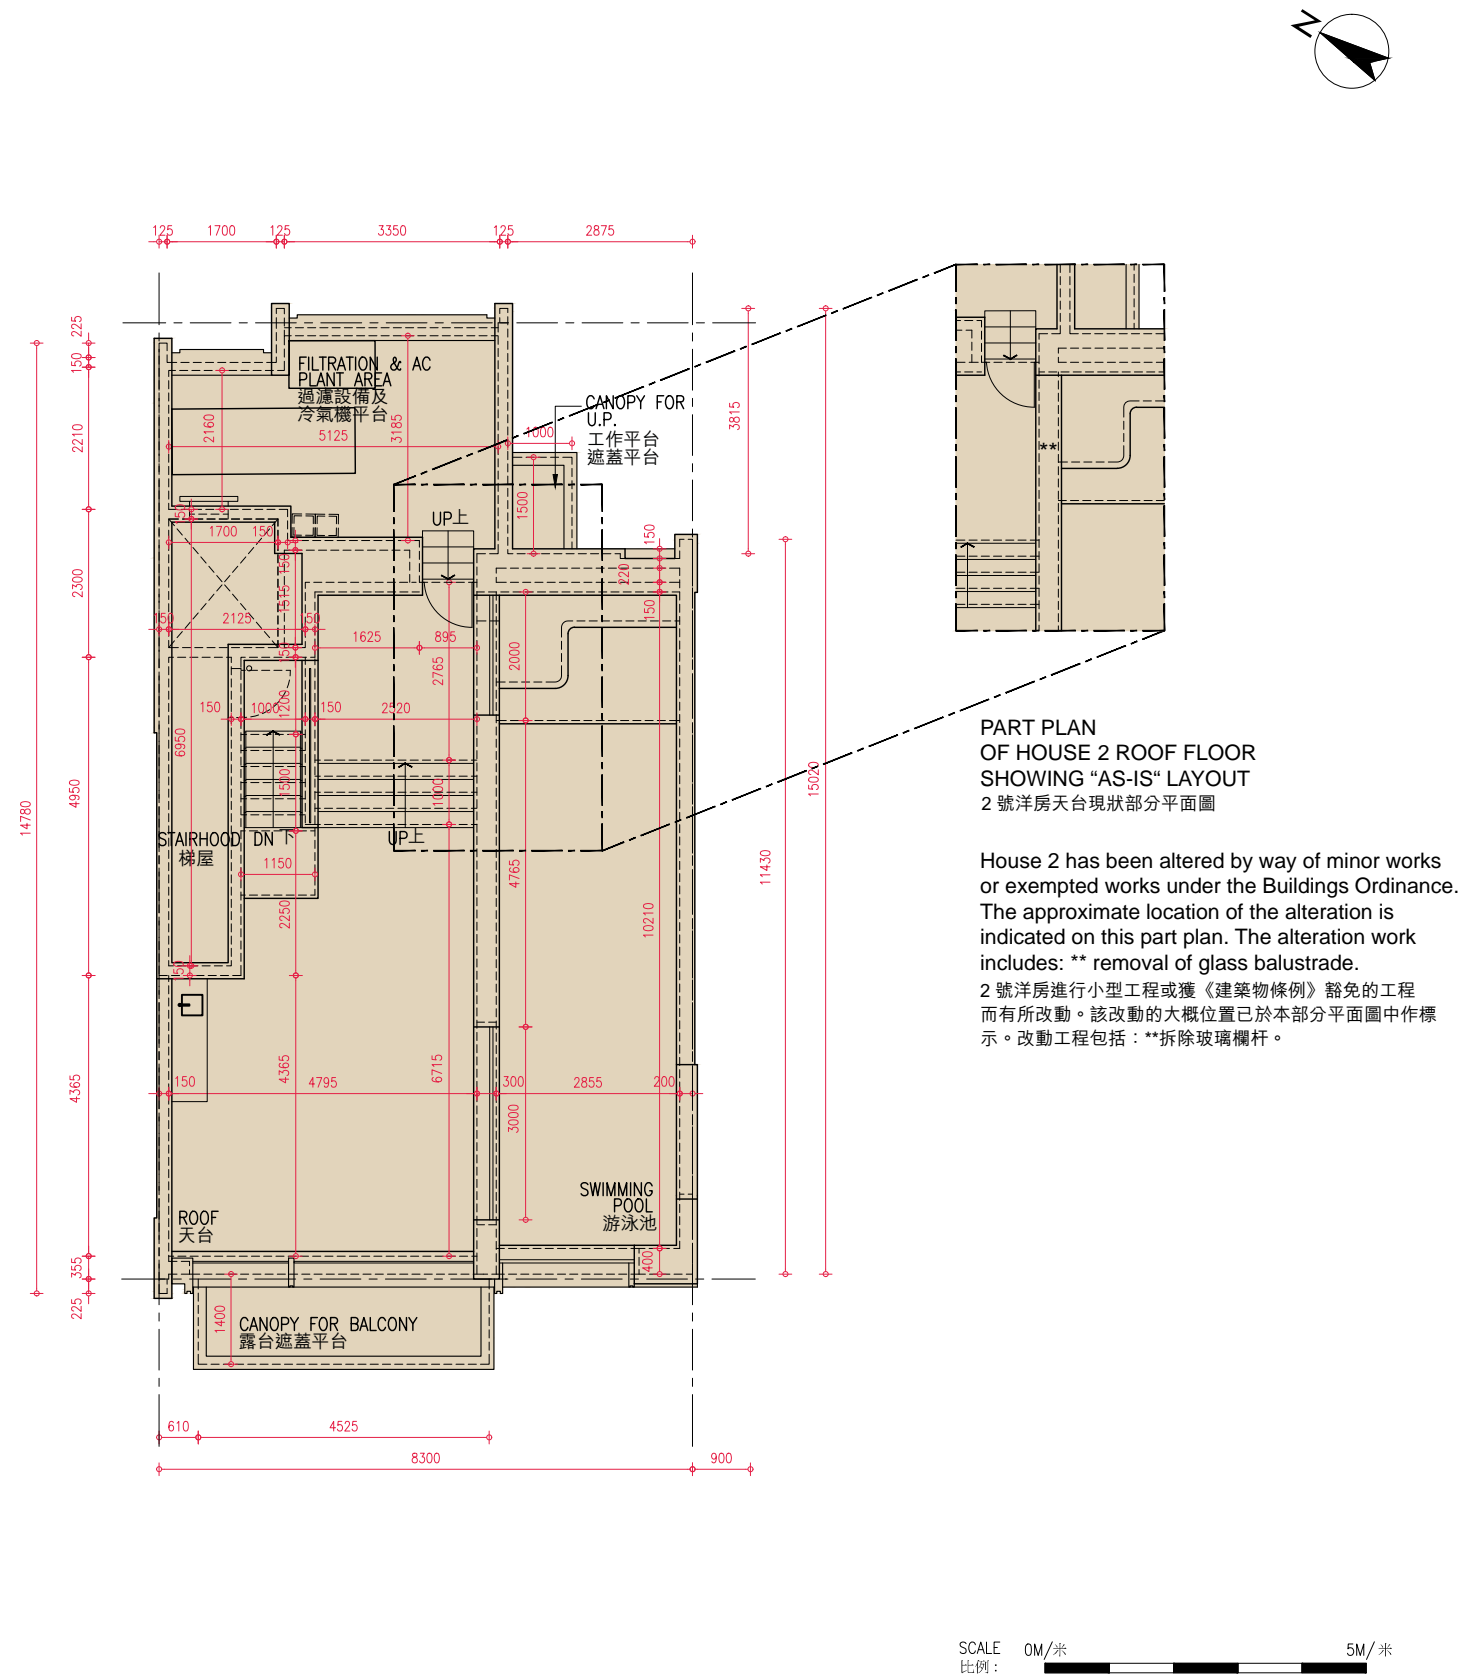 N
125
1700
125
3350
125
2875
225
150
2210
2300
4950
14780
4365
355
225
FILTRATION & AC
PLANT AREA
過濾設備及
冷氣機平台
2160
5125
3185
CANOPY FOR
U.P.
工作平台
遮蓋平台
1000
1500
3815
UP上
150
1700
150
150
1515
150
2125
150
150
220
150
1625
895
2765
2000
150
1000
1200
150
2520
6950
1500
1000
STAIRHOOD
梯屋
DN 下
UP上
1150
2250
4765
10210
11430
15020
150
4365
6715
150
4795
300
2855
200
3000
ROOF
天台
SWIMMING
POOL
游泳池
400
1400
CANOPY FOR BALCONY
露台遮蓋平台
610
4525
8300
900
**
PART PLAN
OF HOUSE 2 ROOF FLOOR
SHOWING “AS-IS“ LAYOUT
2 號洋房天台現狀部分平面圖
House 2 has been altered by way of minor works
or exempted works under the Buildings Ordinance.
The approximate location of the alteration is
indicated on this part plan. The alteration work
includes: ** removal of glass balustrade.
2 號洋房進行小型工程或獲《建築物條例》豁免的工程
而有所改動。該改動的大概位置已於本部分平面圖中作標
示。改動工程包括：**拆除玻璃欄杆。
SCALE 0M/米 5M/ 米
比例 :